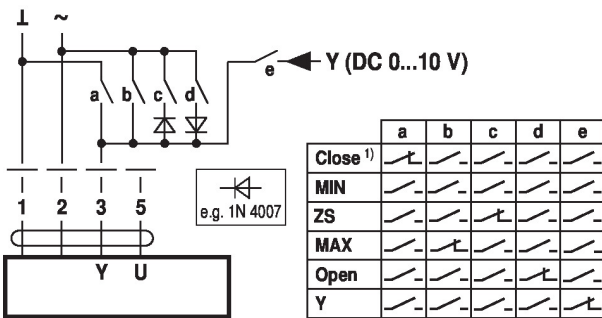 ⊥ ~
a b c d e Y (DC 0...10 V)
a b c d e
Close 1)
MIN
ZS
MAX
Open
Y
1 2 3 5
e.g. 1N 4007
Y U